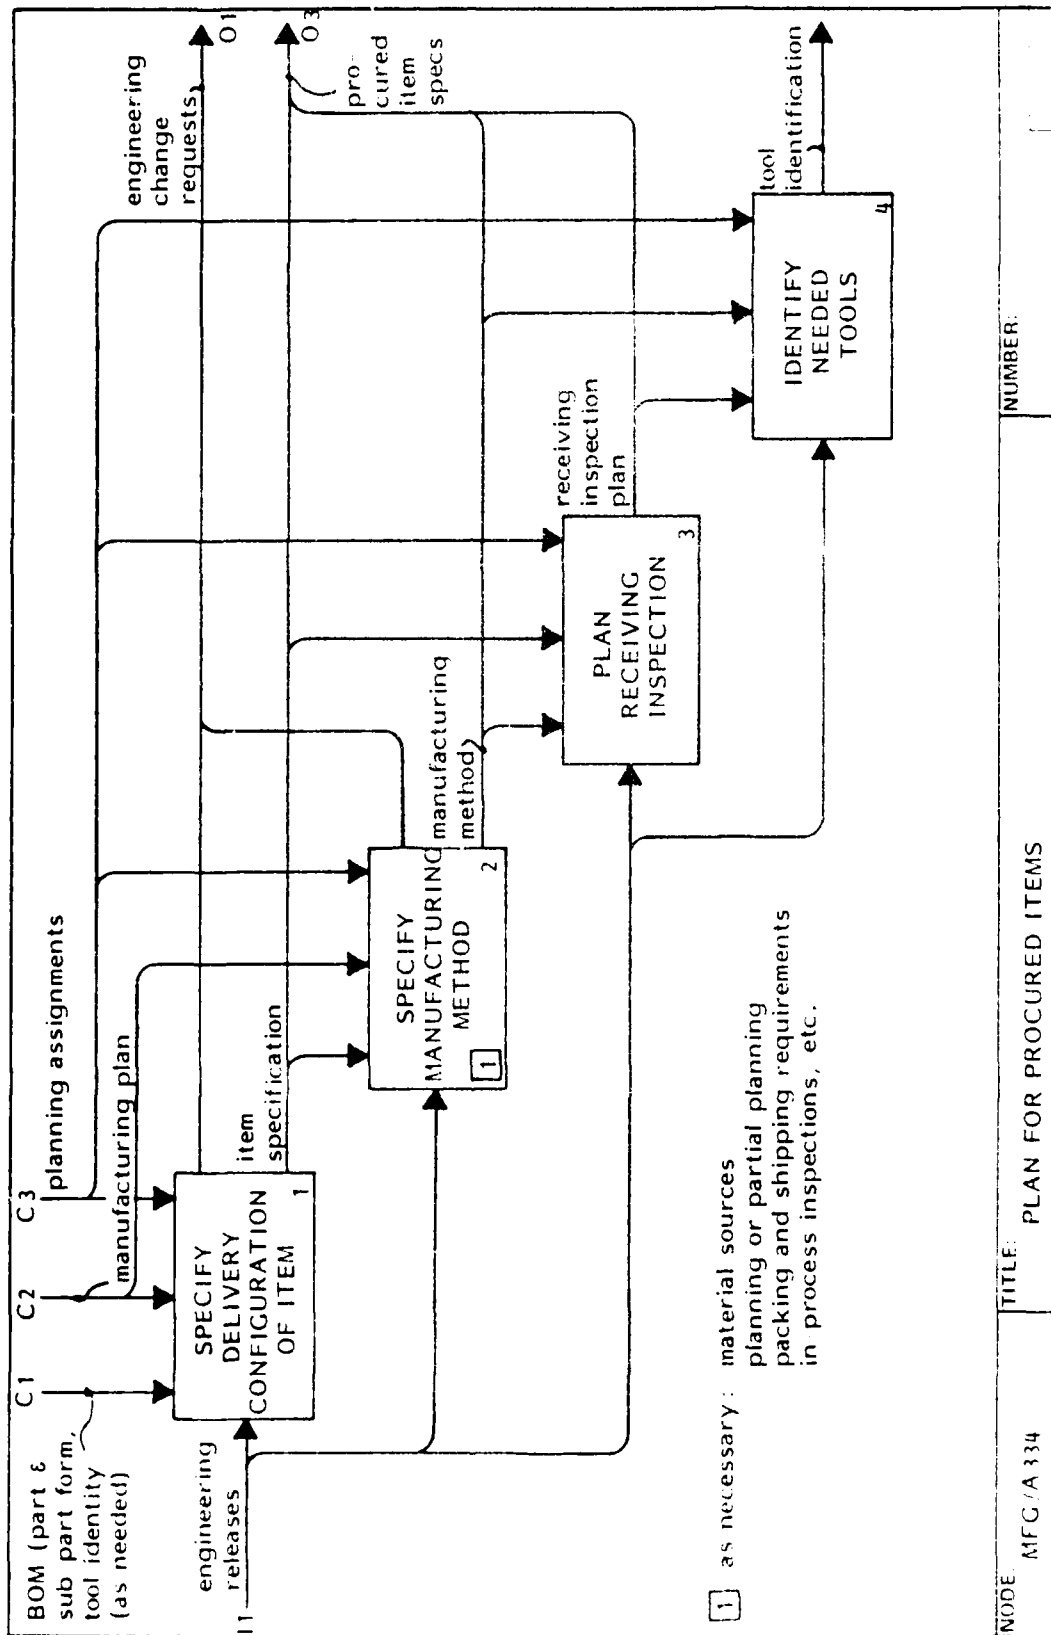 C1
C2
C3
BOM (part &
sub part form,
tool identity
(as needed)
planning assignments
manufacturing plan
engineering
change
requests
O1
O3
pro-
cured
item
specs
I1
engineering
releases
SPECIFY
DELIVERY
CONFIGURATION
OF ITEM
1
item
specification
SPECIFY
MANUFACTURING
METHOD
1
2
manufacturing
method
PLAN
RECEIVING
INSPECTION
3
receiving
inspection
plan
IDENTIFY
NEEDED
TOOLS
4
tool
identification
1 as necessary: material sources
planning or partial planning
packing and shipping requirements
in process inspections, etc.
NODE: MFG/A334
TITLE: PLAN FOR PROCURED ITEMS
NUMBER: